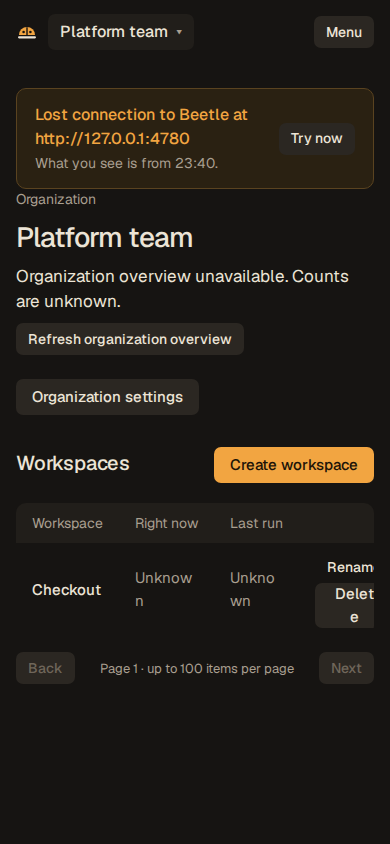 Platform team
Menu
Lost connection to Beetle at
http://127.0.0.1:4780
What you see is from 23:40.
Try now
Organization
Platform team
Organization overview unavailable. Counts
are unknown.
Refresh organization overview
Organization settings
Workspaces
Create workspace
Workspace Right now Last run
Checkout
Unknow
n
Unkno
wn
Renam
Delet
e
Back
Page 1 · up to 100 items per page
Next